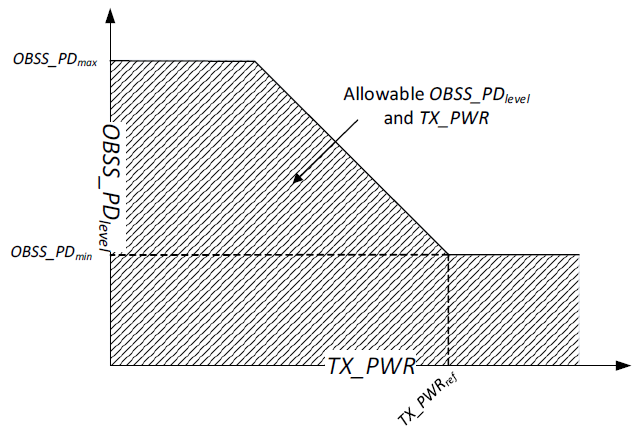 OBSS_PDmax
Allowable OBSS_PDlevel
and TX_PWR
OBSS_PDlevel
OBSS_PDmin
TX_PWR
TX_PWRref